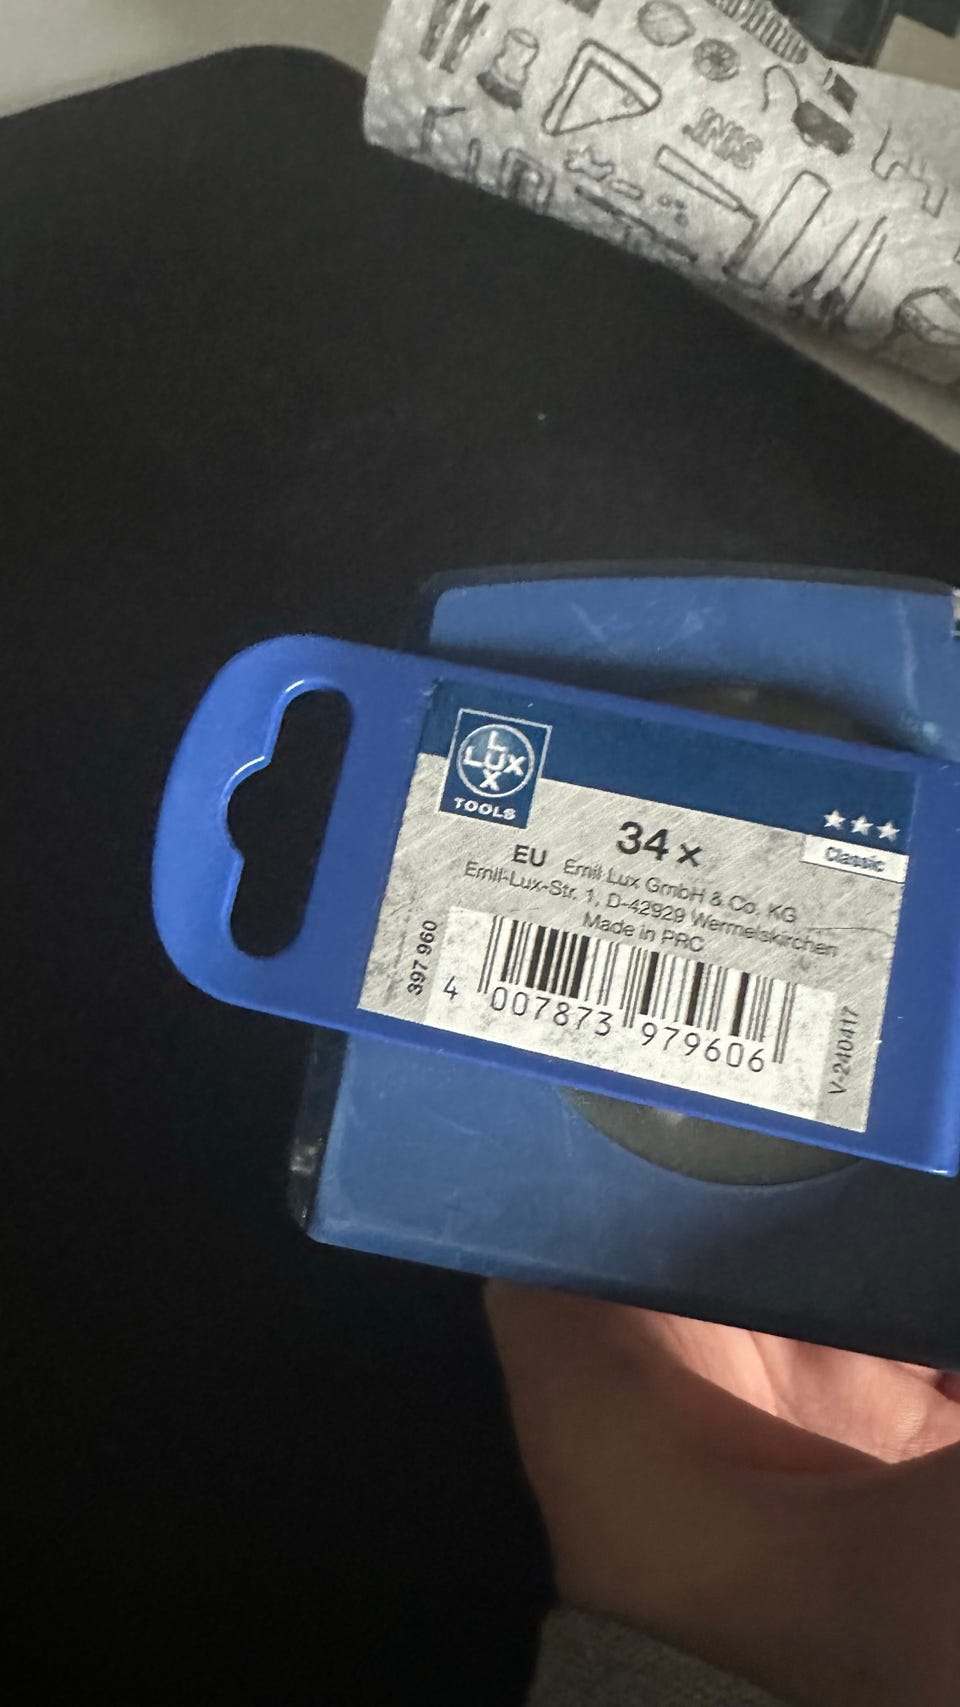 L
LUX
X
TOOLS
★★★
Classic
34 x
EU Emil Lux GmbH & Co. KG
Emil-Lux-Str. 1, D-42929 Wermelskirchen
Made in PRC
397 960
4 007873 979606
V-240417